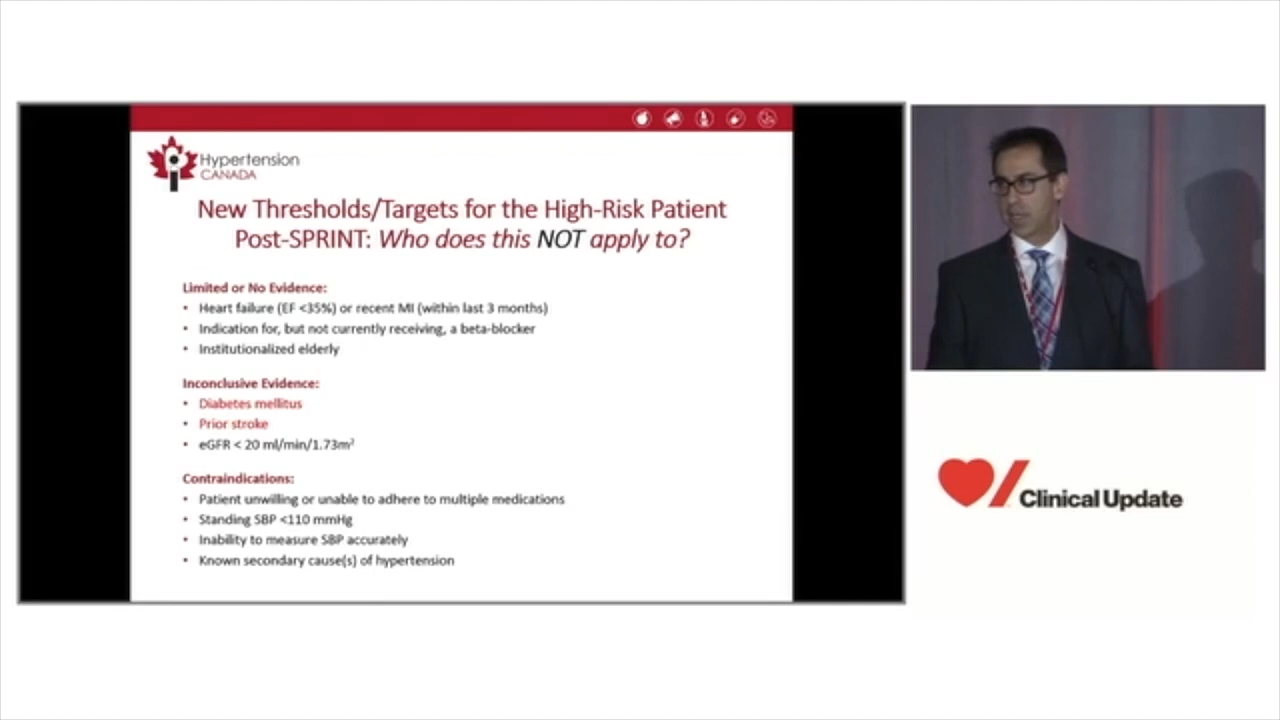 Hypertension
CANADA
New Thresholds/Targets for the High-Risk Patient
Post-SPRINT: Who does this NOT apply to?
Limited or No Evidence:
• Heart failure (EF <35%) or recent MI (within last 3 months)
• Indication for, but not currently receiving, a beta-blocker
• Institutionalized elderly
Inconclusive Evidence:
• Diabetes mellitus
• Prior stroke
• eGFR < 20 ml/min/1.73m²
Contraindications:
• Patient unwilling or unable to adhere to multiple medications
• Standing SBP <110 mmHg
• Inability to measure SBP accurately
• Known secondary cause(s) of hypertension
Clinical Update